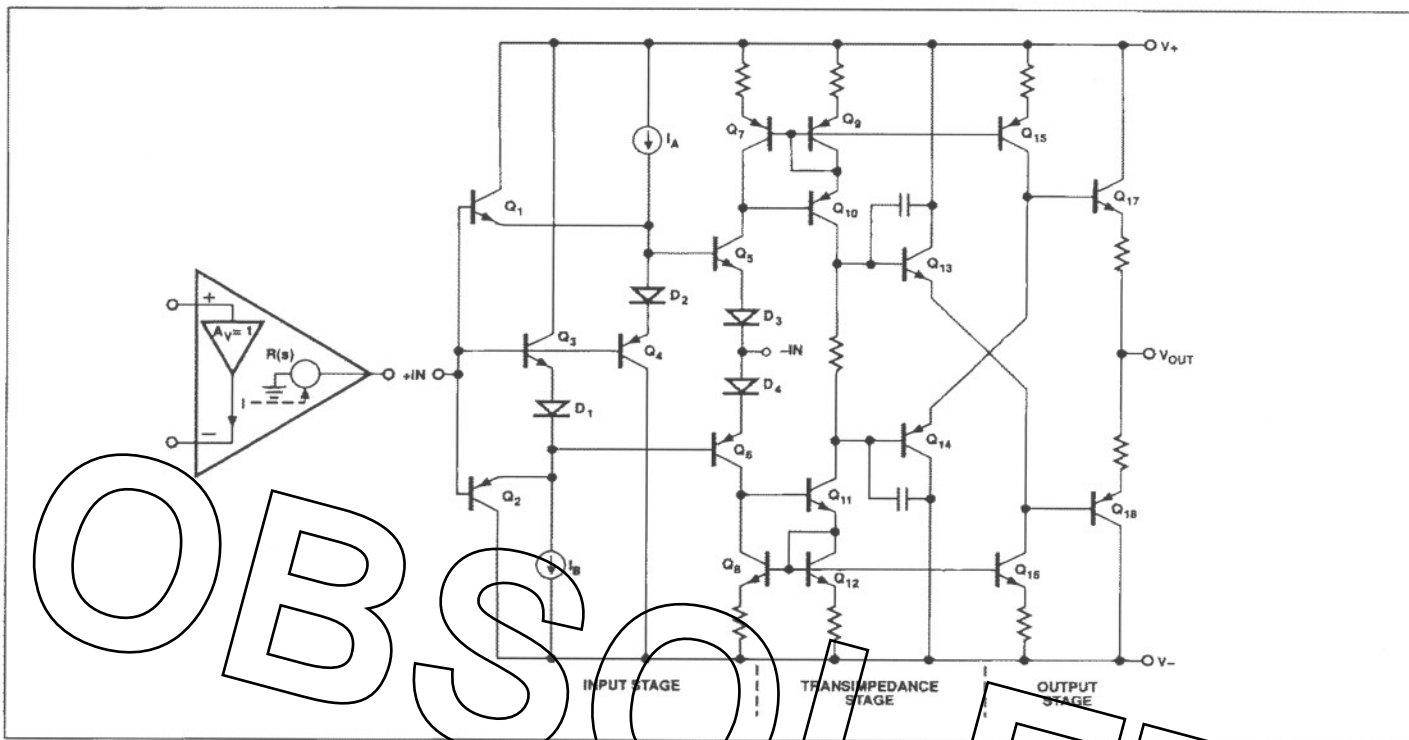 V+
Q7
Q9
Q15
IA
Q1
Q10
Q17
Q5
Q13
D2
+
AV = 1
R(s)
Q3
Q4
D3
+IN
–IN
VOUT
I
D4
D1
–
Q6
Q14
Q2
Q11
Q18
IB
Q8
Q12
Q16
V–
INPUT STAGE
TRANSIMPEDANCE
STAGE
OUTPUT
STAGE
OBSOLET